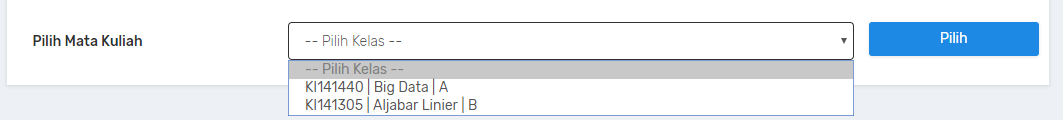 Pilih Mata Kuliah
-- Pilih Kelas --
Pilih
-- Pilih Kelas --
KI141440 | Big Data | A
KI141305 | Aljabar Linier | B